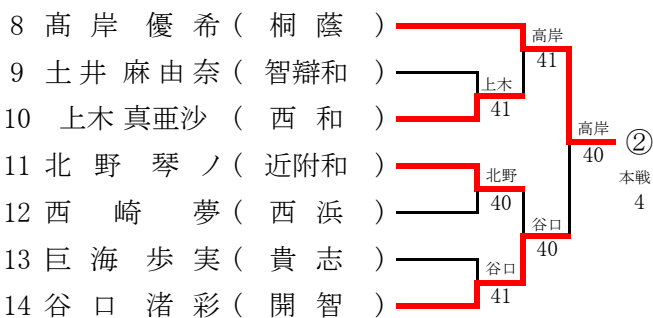 8 髙岸 優希 ( 桐蔭 )
9 土井 麻由奈 ( 智辯和 )
10 上木 真亜沙 ( 西和 )
11 北野 琴ノ ( 近附和 )
12 西崎 夢 ( 西浜 )
13 巨海 歩実 ( 貴志 )
14 谷口 渚彩 ( 開智 )
上木
41
北野
40
谷口
41
高岸
41
谷口
40
高岸
40
②
本戦
4